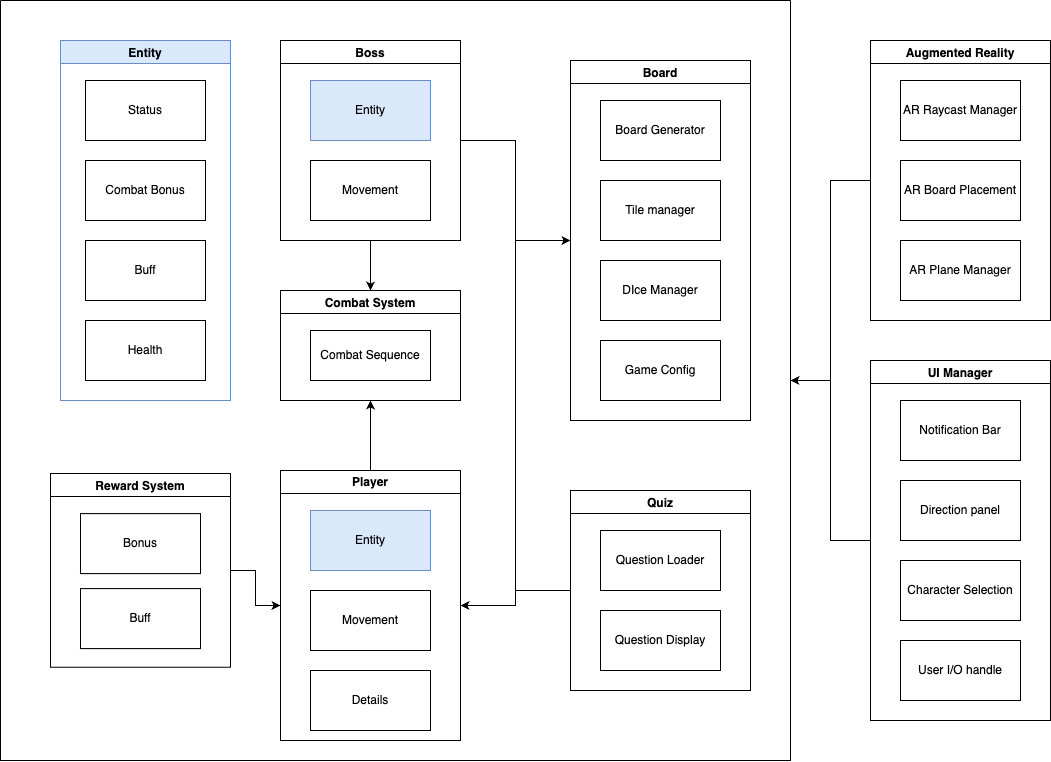 Entity
Status
Combat Bonus
Buff
Health
Boss
Entity
Movement
Combat System
Combat Sequence
Board
Board Generator
Tile manager
DIce Manager
Game Config
Augmented Reality
AR Raycast Manager
AR Board Placement
AR Plane Manager
Reward System
Bonus
Buff
Player
Entity
Movement
Details
Quiz
Question Loader
Question Display
UI Manager
Notification Bar
Direction panel
Character Selection
User I/O handle